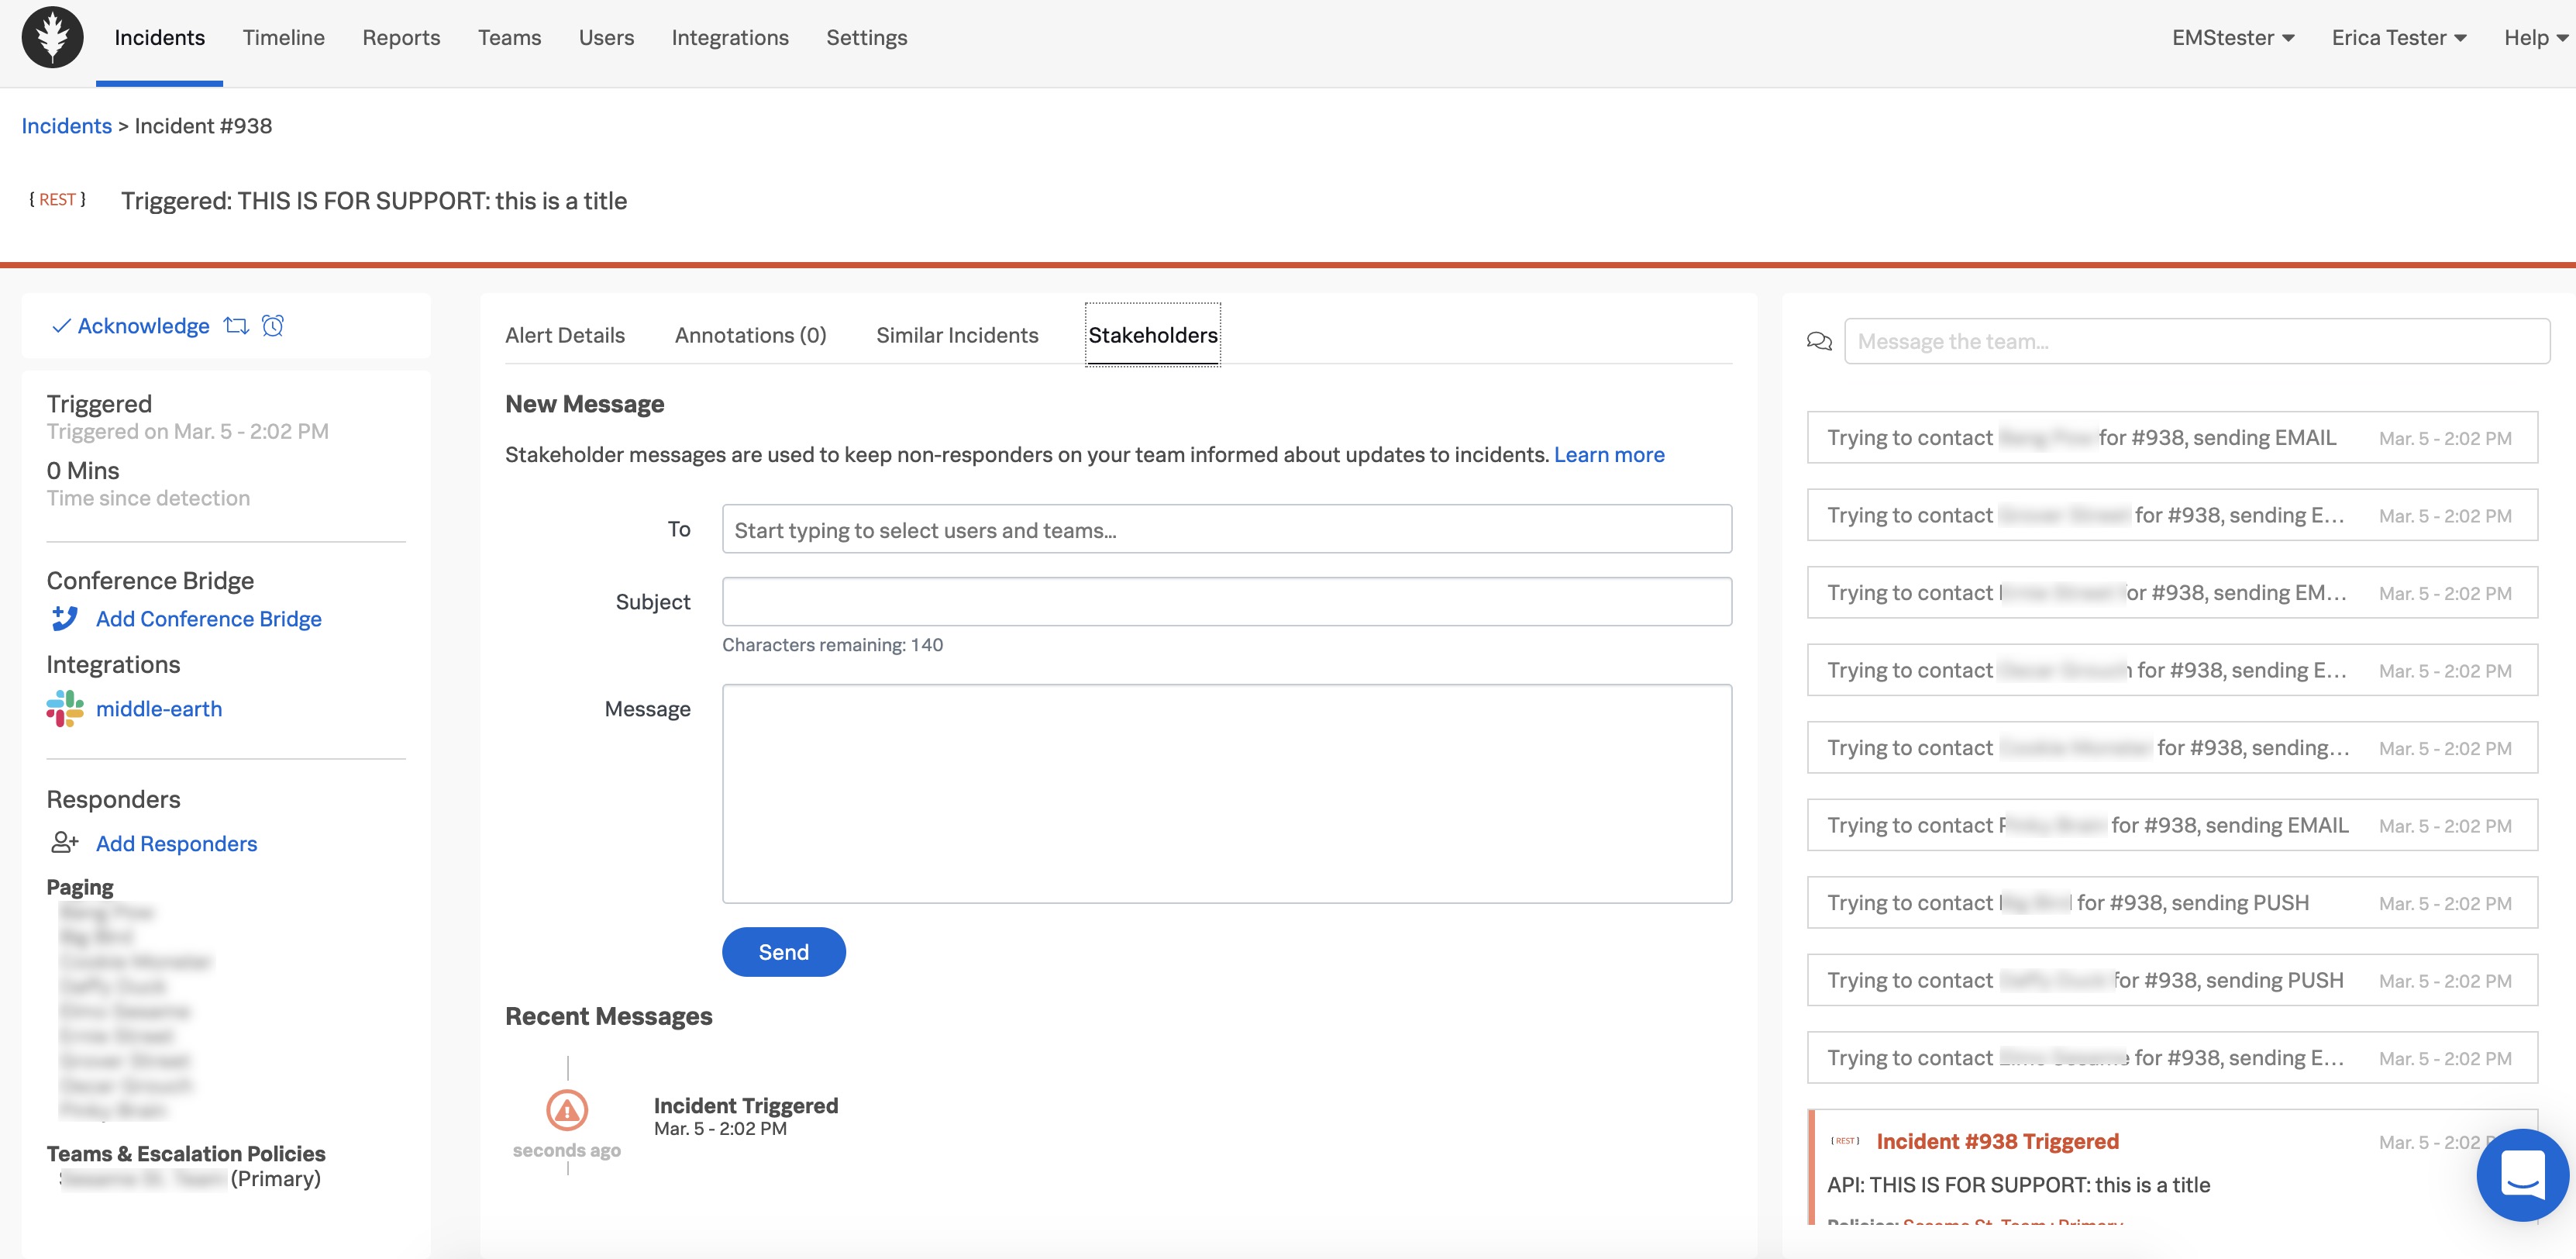 Incidents Timeline Reports Teams Users Integrations Settings EMStester Erica Tester Help
Incidents > Incident #938
{ REST } Triggered: THIS IS FOR SUPPORT: this is a title
Acknowledge
Triggered
Triggered on Mar. 5 - 2:02 PM
0 Mins
Time since detection
Conference Bridge
Add Conference Bridge
Integrations
middle-earth
Responders
Add Responders
Paging
Teams & Escalation Policies
(Primary)
Alert Details Annotations (0) Similar Incidents Stakeholders
New Message
Stakeholder messages are used to keep non-responders on your team informed about updates to incidents. Learn more
To Start typing to select users and teams...
Subject
Characters remaining: 140
Message
Send
Recent Messages
Incident Triggered
Mar. 5 - 2:02 PM
seconds ago
Message the team...
Trying to contact for #938, sending EMAIL Mar. 5 - 2:02 PM
Trying to contact for #938, sending E... Mar. 5 - 2:02 PM
Trying to contact for #938, sending EM... Mar. 5 - 2:02 PM
Trying to contact for #938, sending E... Mar. 5 - 2:02 PM
Trying to contact for #938, sending... Mar. 5 - 2:02 PM
Trying to contact for #938, sending EMAIL Mar. 5 - 2:02 PM
Trying to contact for #938, sending PUSH Mar. 5 - 2:02 PM
Trying to contact for #938, sending PUSH Mar. 5 - 2:02 PM
Trying to contact for #938, sending E... Mar. 5 - 2:02 PM
{ REST } Incident #938 Triggered Mar. 5 - 2:02
API: THIS IS FOR SUPPORT: this is a title